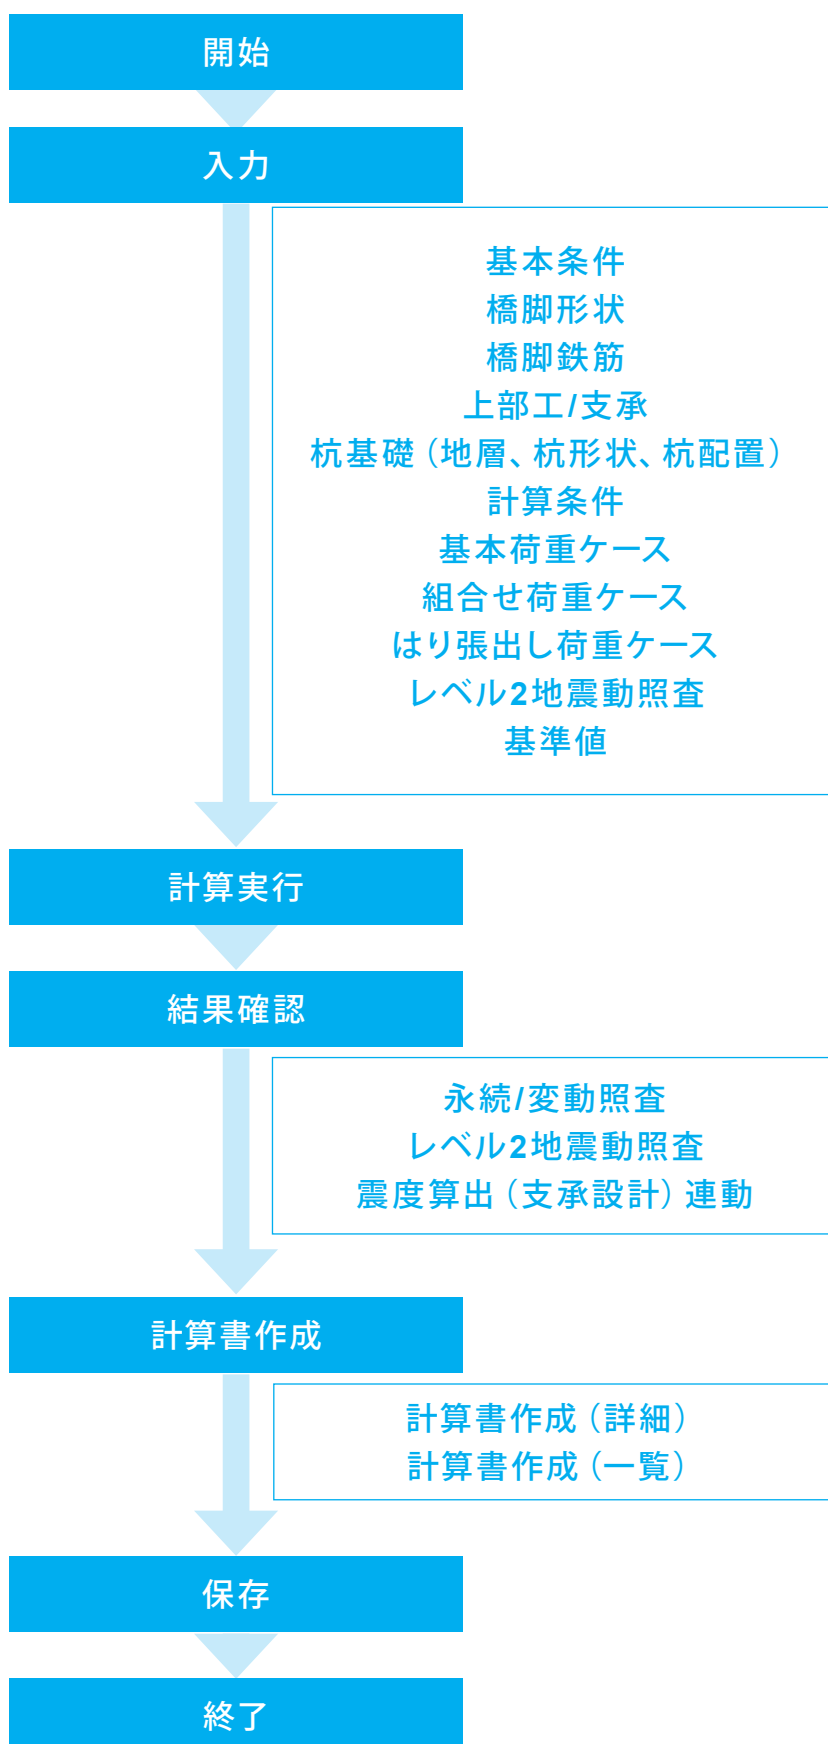 開始
入力
基本条件
橋脚形状
橋脚鉄筋
上部工/支承
杭基礎（地層、杭形状、杭配置）
計算条件
基本荷重ケース
組合せ荷重ケース
はり張出し荷重ケース
レベル2地震動照査
基準値
計算実行
結果確認
永続/変動照査
レベル2地震動照査
震度算出（支承設計）連動
計算書作成
計算書作成（詳細）
計算書作成（一覧）
保存
終了